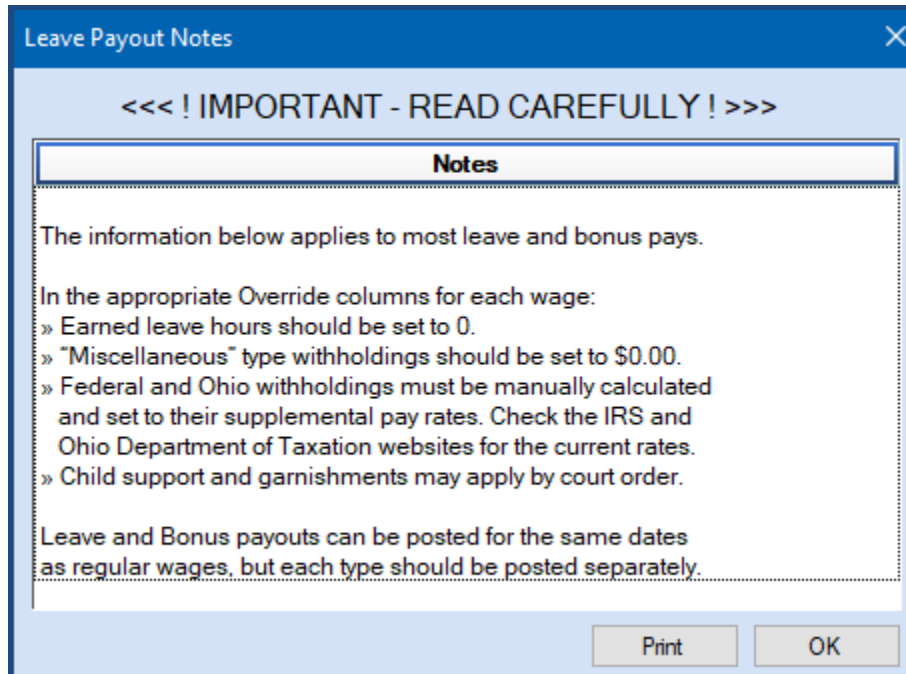 Leave Payout Notes
<<< ! IMPORTANT - READ CAREFULLY ! >>>
Notes
The information below applies to most leave and bonus pays.
In the appropriate Override columns for each wage:
» Earned leave hours should be set to 0.
» "Miscellaneous" type withholdings should be set to $0.00.
» Federal and Ohio withholdings must be manually calculated
and set to their supplemental pay rates. Check the IRS and
Ohio Department of Taxation websites for the current rates.
» Child support and garnishments may apply by court order.
Leave and Bonus payouts can be posted for the same dates
as regular wages, but each type should be posted separately.
Print OK